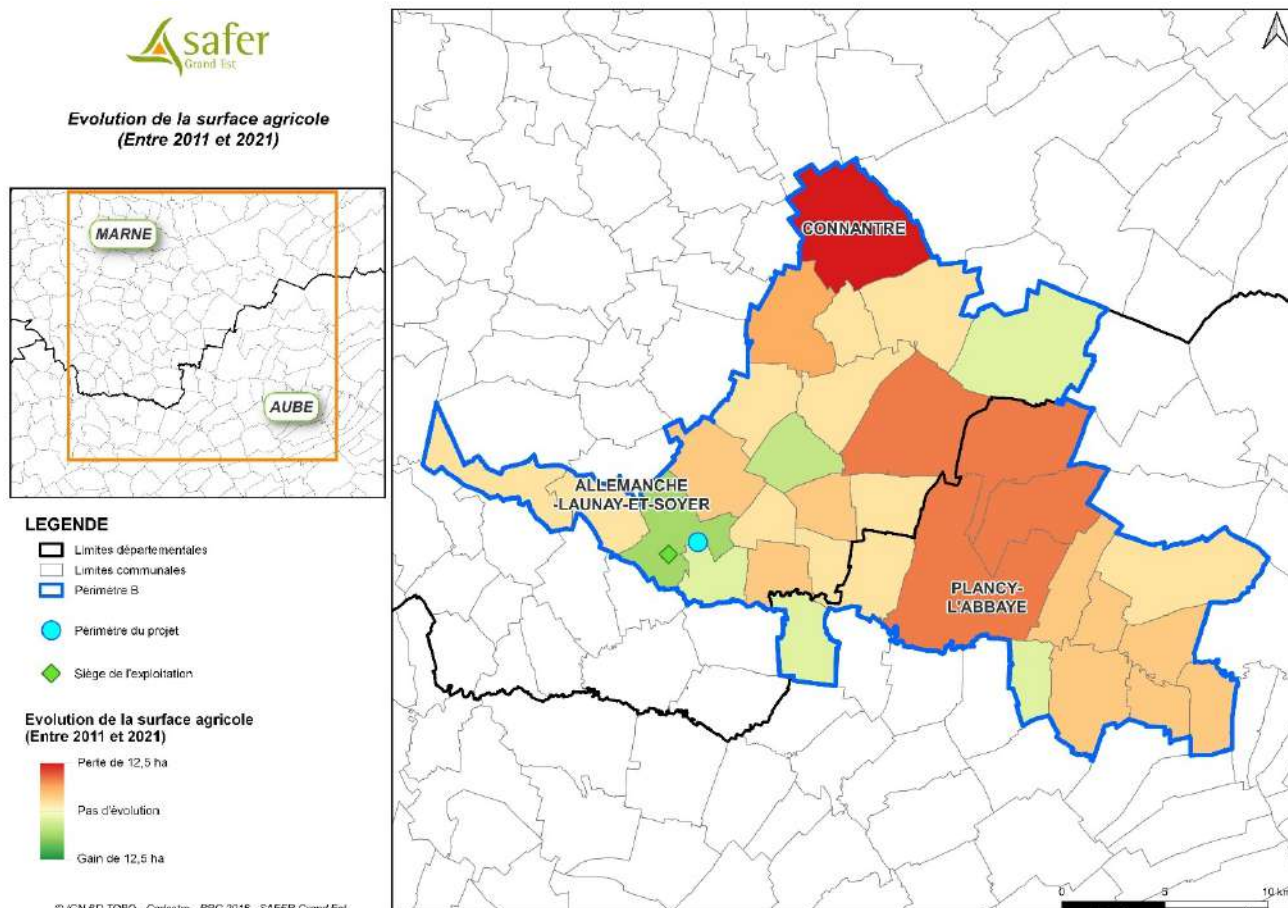 safer
Grand Est
Evolution de la surface agricole
(Entre 2011 et 2021)
MARNE
AUBE
LEGENDE
Limites départementales
Limites communales
Périmètre B
Périmètre du projet
Siège de l'exploitation
Evolution de la surface agricole
(Entre 2011 et 2021)
Perte de 12,5 ha
Pas d'évolution
Gain de 12,5 ha
CONNANTRE
ALLEMANCHE
-LAUNAY-ET-SOYER
PLANCY-
L'ABBAYE
0 5 10 km